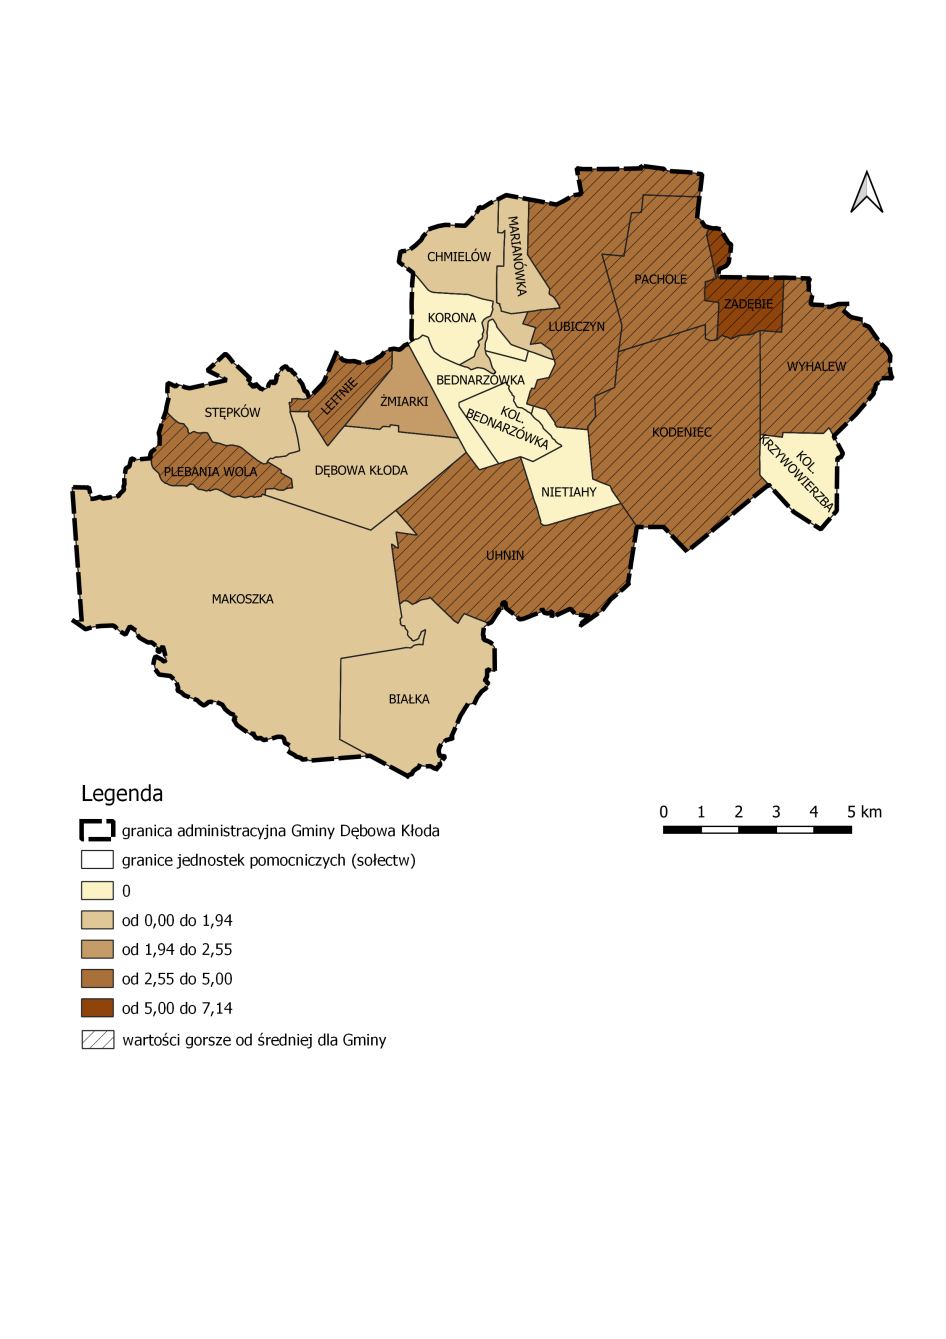 MARIANÓWKA
CHMIELÓW
PACHOLE
ZADĘBIE
KORONA
LUBICZYN
WYHALEW
BEDNARZÓWKA
LEITNIE
ŻMIARKI
STĘPKÓW
KOL.
BEDNARZÓWKA
KODENIEC
KOL.
KRZYWOWIERZBA
PLEBANIA WOLA
DĘBOWA KŁODA
NIETIAHY
UHNIN
MAKOSZKA
BIAŁKA
Legenda
granica administracyjna Gminy Dębowa Kłoda
granice jednostek pomocniczych (sołectw)
0
od 0,00 do 1,94
od 1,94 do 2,55
od 2,55 do 5,00
od 5,00 do 7,14
wartości gorsze od średniej dla Gminy
0 1 2 3 4 5 km